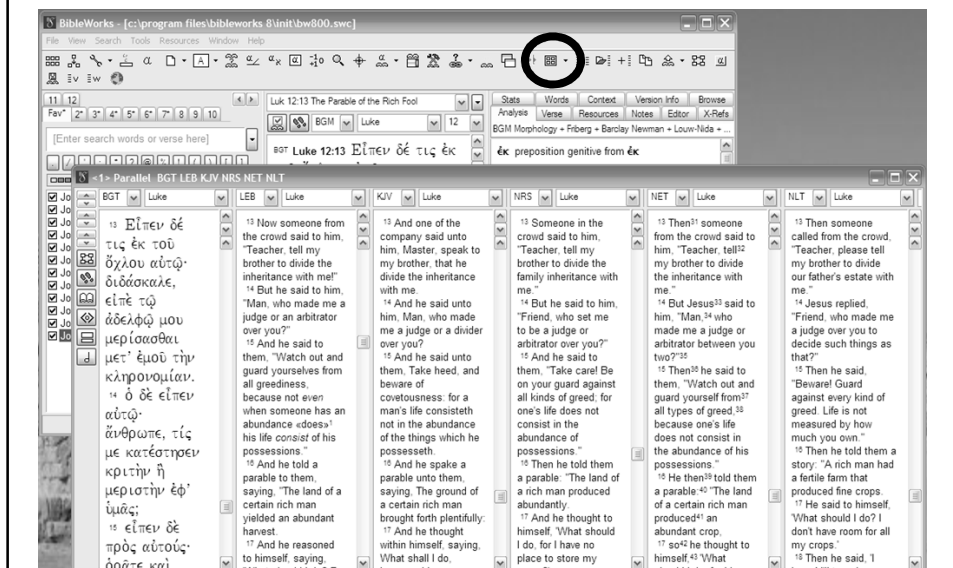 BibleWorks - [c:\program files\bibleworks 8\init\bw800.swc]
File View Search Tools Resources Window Help
11 12
Fav* 2* 3* 4* 5* 6* 7* 8 9 10
[Enter search words or verse here]
Luk 12:13 The Parable of the Rich Fool
BGM Luke 12
BGT Luke 12:13 Εἶπεν δέ τις ἐκ
Stats Words Context Version Info Browse
Analysis Verse Resources Notes Editor X-Refs
BGM Morphology + Friberg + Barclay Newman + Louw-Nida + ...
ἐκ preposition genitive from ἐκ
<1> Parallel BGT LEB KJV NRS NET NLT
BGT Luke
13 Εἶπεν δέ
τις ἐκ τοῦ
ὄχλου αὐτῷ·
διδάσκαλε,
εἰπὲ τῷ
ἀδελφῷ μου
μερίσασθαι
μετ' ἐμοῦ τὴν
κληρονομίαν.
14 ὁ δὲ εἶπεν
αὐτῷ·
ἄνθρωπε, τίς
με κατέστησεν
κριτὴν ἢ
μεριστὴν ἐφ'
ὑμᾶς;
15 εἶπεν δὲ
πρὸς αὐτούς·
ὁρᾶτε καὶ
LEB Luke
13 Now someone from
the crowd said to him,
"Teacher, tell my
brother to divide the
inheritance with me!"
14 But he said to him,
"Man, who made me a
judge or an arbitrator
over you?"
15 And he said to
them, "Watch out and
guard yourselves from
all greediness,
because not even
when someone has an
abundance «does»1
his life consist of his
possessions."
16 And he told a
parable to them,
saying, "The land of a
certain rich man
yielded an abundant
harvest.
17 And he reasoned
to himself, saying,
KJV Luke
13 And one of the
company said unto
him, Master, speak to
my brother, that he
divide the inheritance
with me.
14 And he said unto
him, Man, who made
me a judge or a divider
over you?
15 And he said unto
them, Take heed, and
beware of
covetousness: for a
man's life consisteth
not in the abundance
of the things which he
possesseth.
16 And he spake a
parable unto them,
saying, The ground of
a certain rich man
brought forth plentifully:
17 And he thought
within himself, saying,
What shall I do,
NRS Luke
13 Someone in the
crowd said to him,
"Teacher, tell my
brother to divide the
family inheritance with
me."
14 But he said to him,
"Friend, who set me
to be a judge or
arbitrator over you?"
15 And he said to
them, "Take care! Be
on your guard against
all kinds of greed; for
one's life does not
consist in the
abundance of
possessions."
16 Then he told them
a parable: "The land of
a rich man produced
abundantly.
17 And he thought to
himself, 'What should
I do, for I have no
place to store my
NET Luke
13 Then31 someone
from the crowd said to
him, "Teacher, tell32
my brother to divide
the inheritance with
me."
14 But Jesus33 said to
him, "Man,34 who
made me a judge or
arbitrator between you
two?"35
15 Then36 he said to
them, "Watch out and
guard yourself from37
all types of greed,38
because one's life
does not consist in
the abundance of his
possessions."
16 He then39 told them
a parable:40 "The land
of a certain rich man
produced41 an
abundant crop,
17 so42 he thought to
himself,43 'What
NLT Luke
13 Then someone
called from the crowd,
"Teacher, please tell
my brother to divide
our father's estate with
me."
14 Jesus replied,
"Friend, who made me
a judge over you to
decide such things as
that?"
15 Then he said,
"Beware! Guard
against every kind of
greed. Life is not
measured by how
much you own."
16 Then he told them a
story: "A rich man had
a fertile farm that
produced fine crops.
17 He said to himself,
'What should I do? I
don't have room for all
my crops.'
18 Then he said, 'I